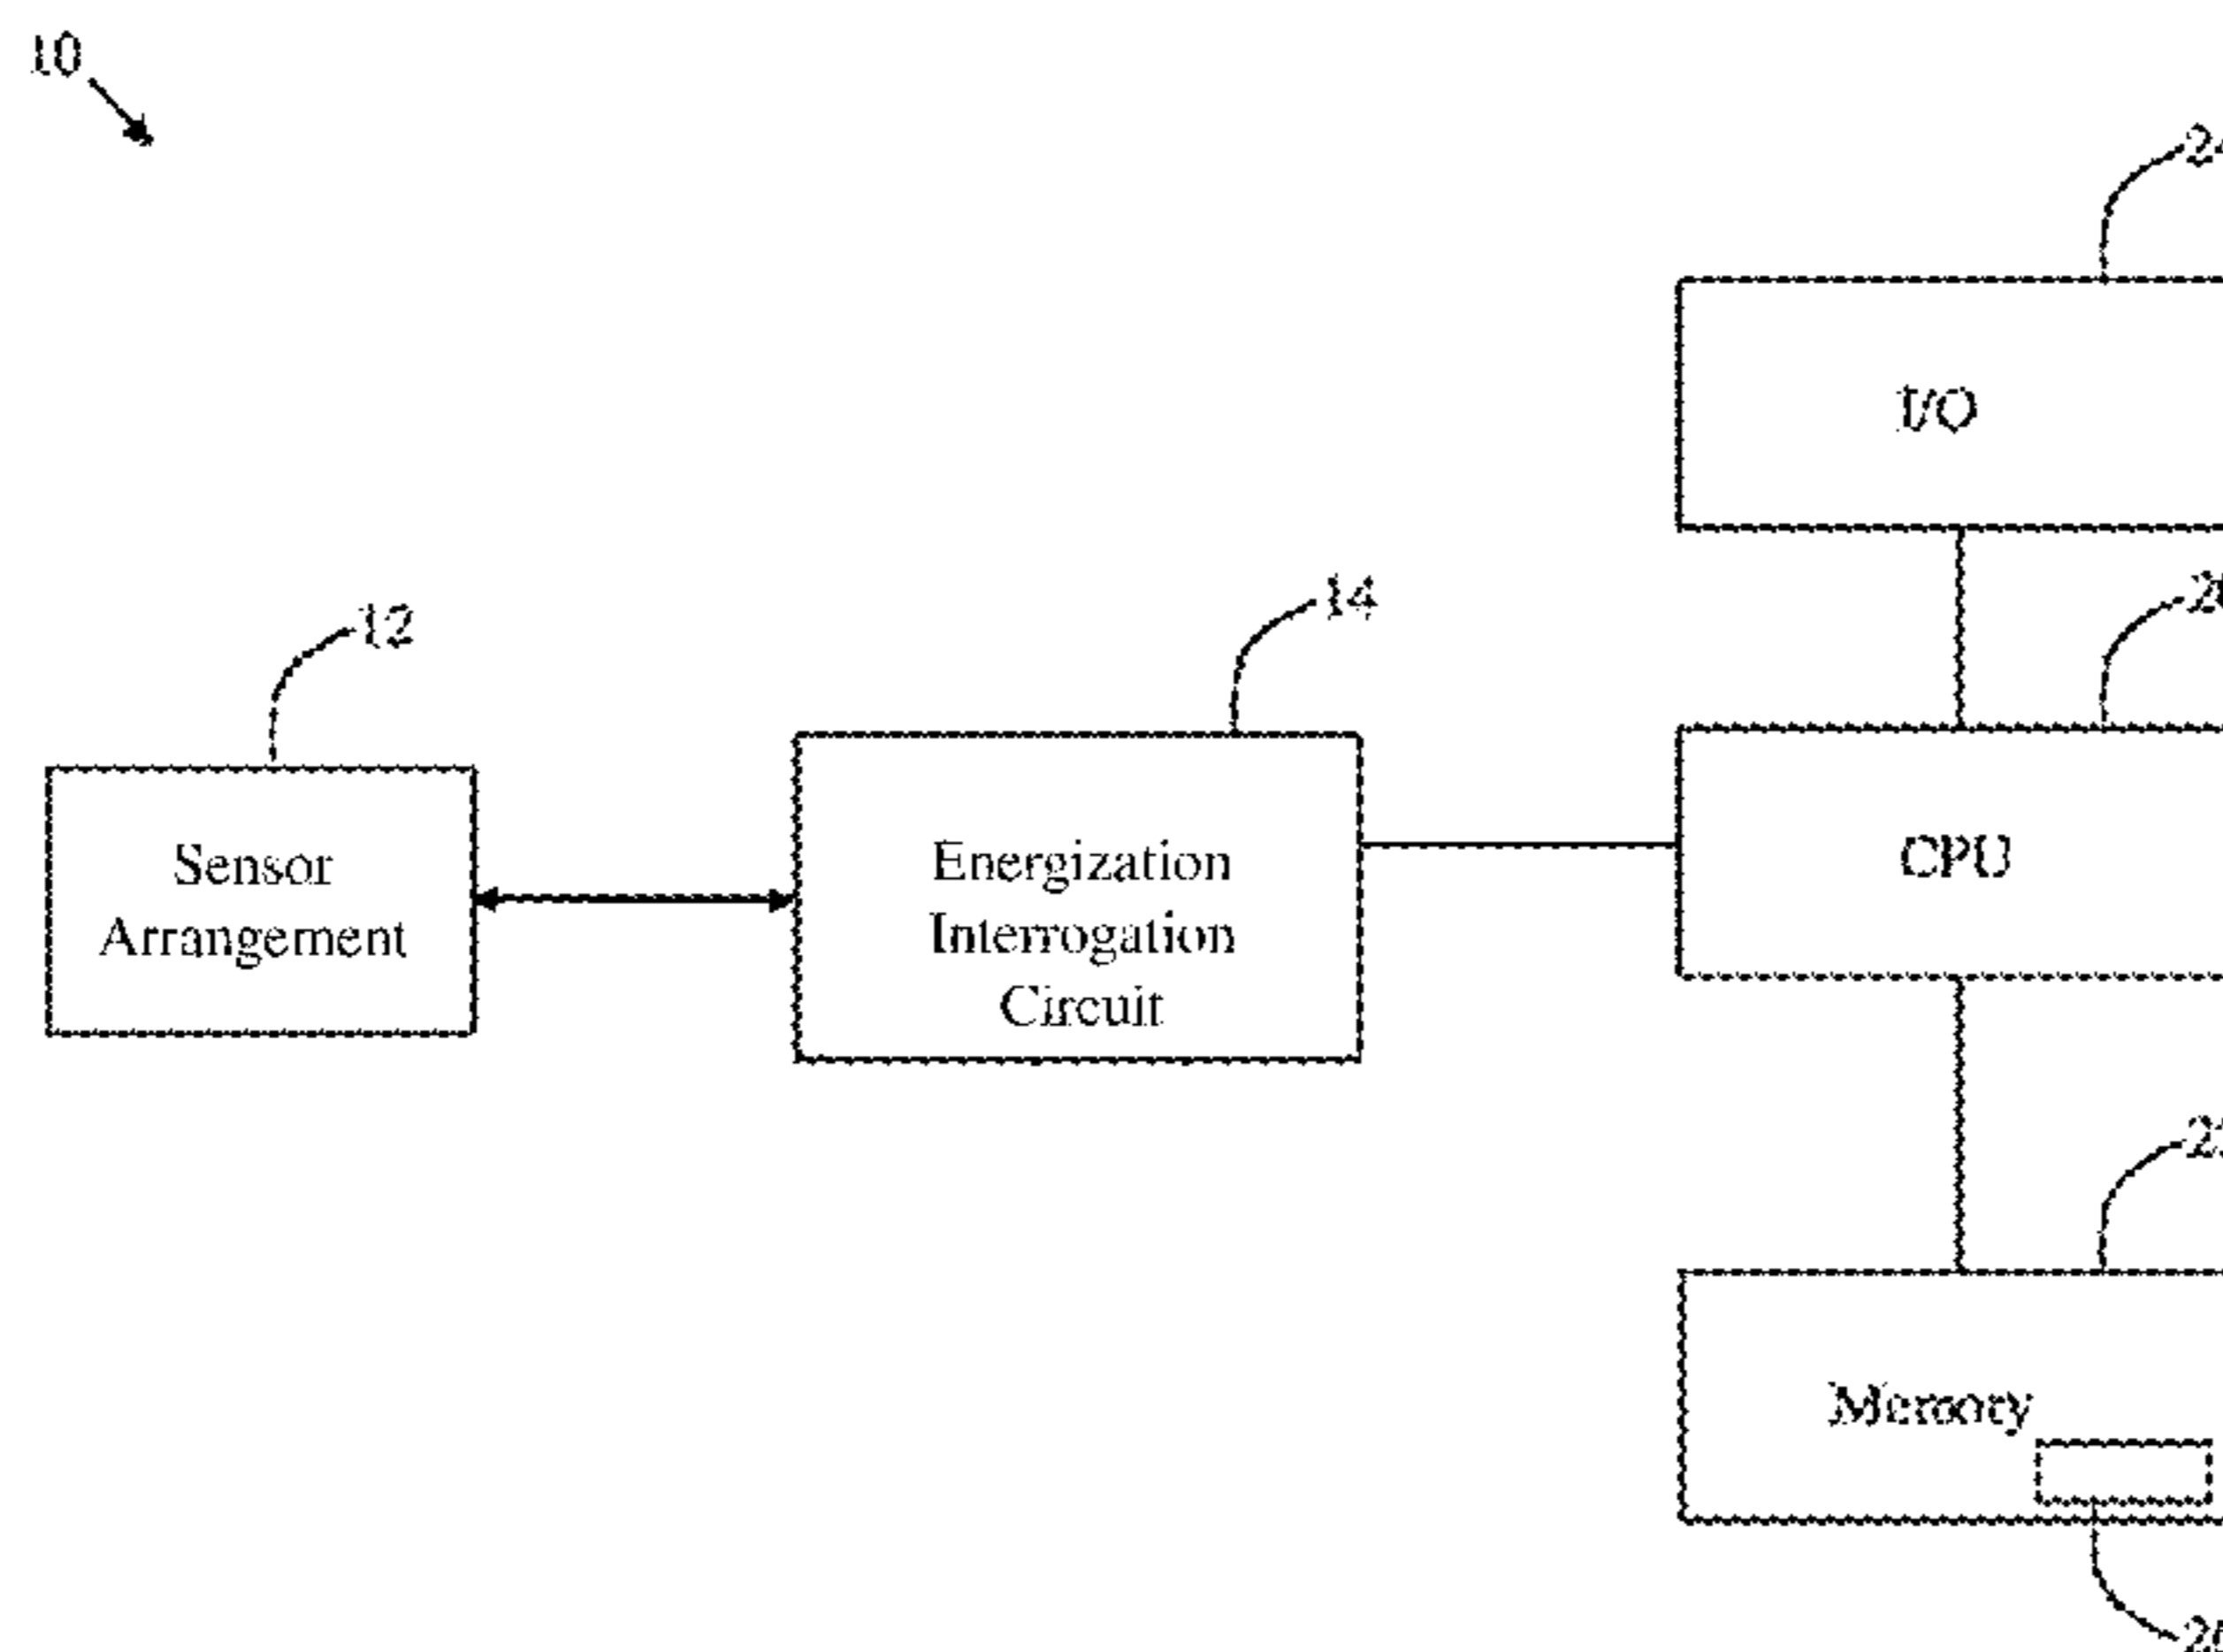 10
I/O
12
14
Sensor
Arrangement
Energization
Interrogation
Circuit
CPU
Memory